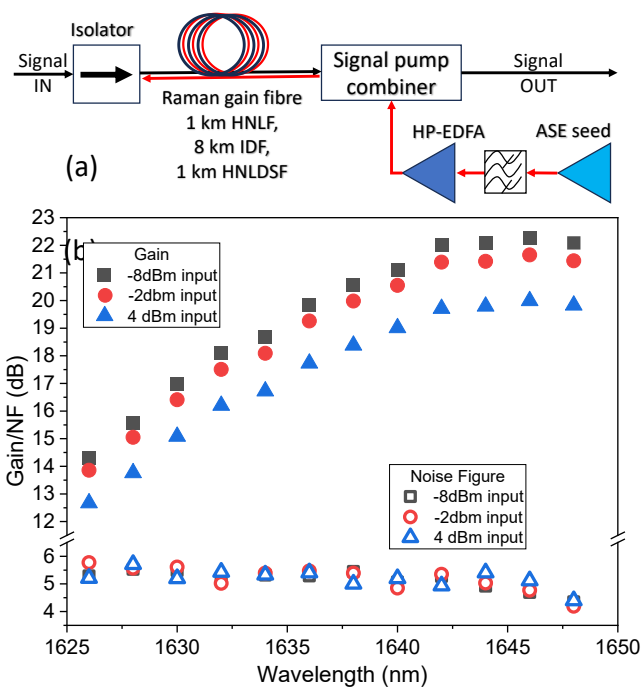 Isolator
Signal
IN
Raman gain fibre
1 km HNLF,
8 km IDF,
1 km HNLDSF
Signal pump
combiner
Signal
OUT
HP-EDFA
ASE seed
(a)
(b)
Gain
-8dBm input
-2dbm input
4 dBm input
Noise Figure
-8dBm input
-2dbm input
4 dBm input
Gain/NF (dB)
23
22
21
20
19
18
17
16
15
14
13
12
6
5
4
1625
1630
1635
1640
1645
1650
Wavelength (nm)